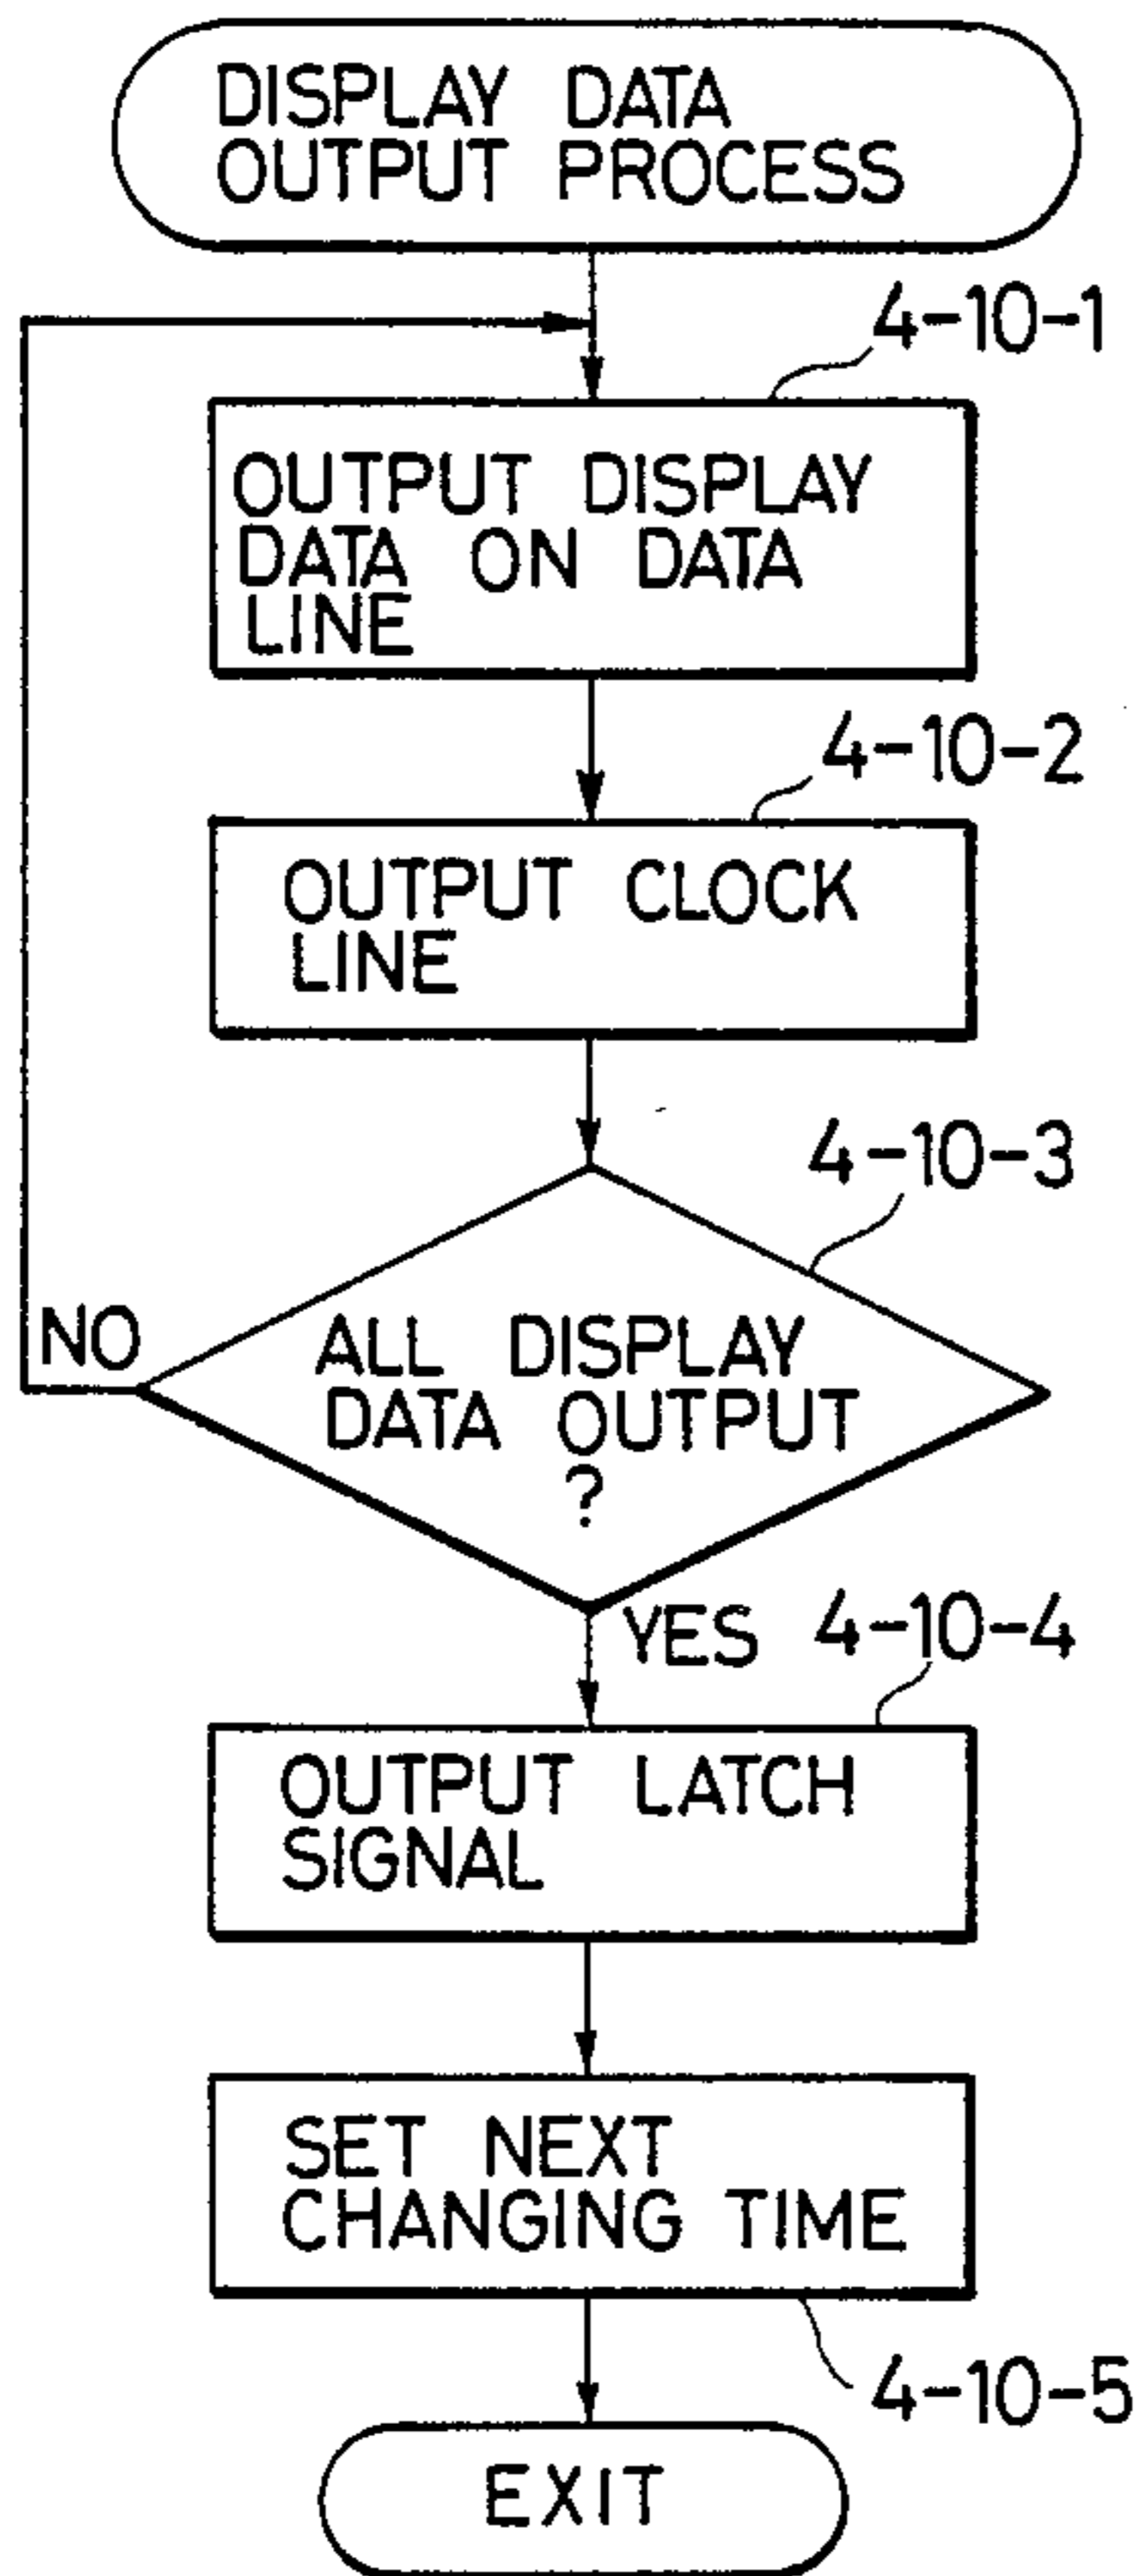 DISPLAY DATA
OUTPUT PROCESS
4-10-1
OUTPUT DISPLAY
DATA ON DATA
LINE
4-10-2
OUTPUT CLOCK
LINE
4-10-3
NO
ALL DISPLAY
DATA OUTPUT
?
YES
4-10-4
OUTPUT LATCH
SIGNAL
SET NEXT
CHANGING TIME
4-10-5
EXIT